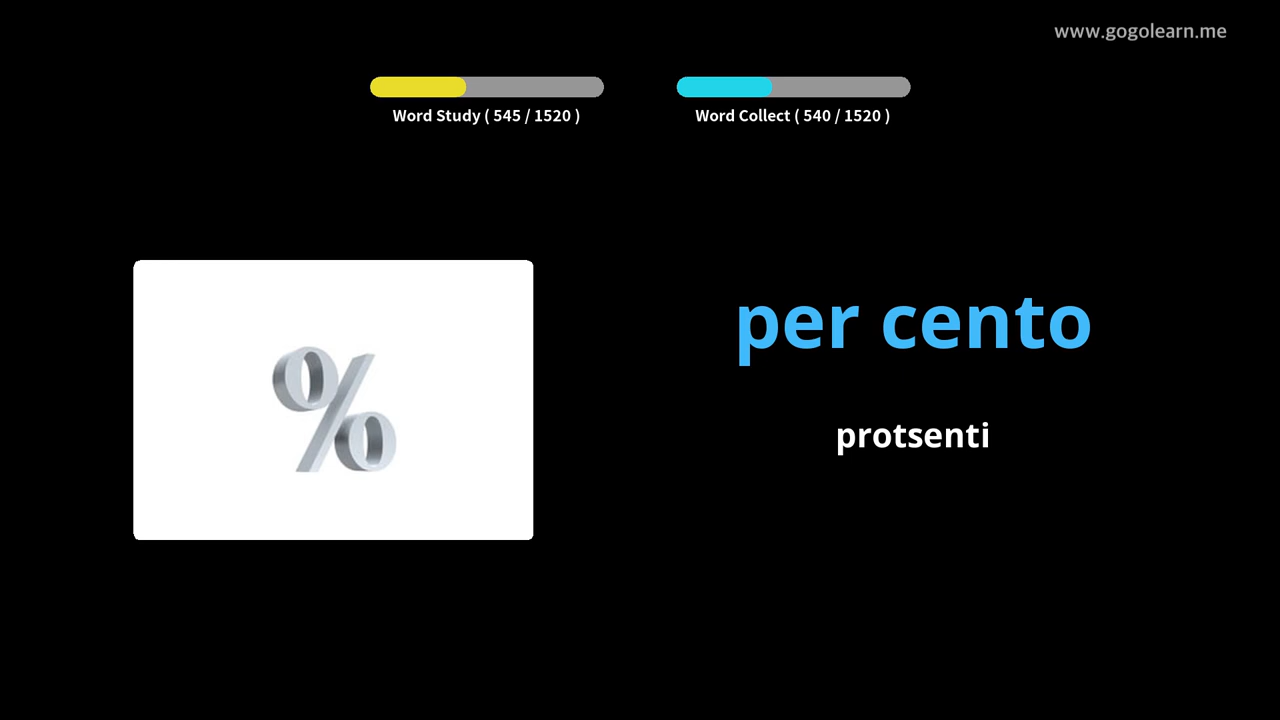 www.gogolearn.me
Word Study ( 545 / 1520 )
Word Collect ( 540 / 1520 )
%
per cento
protsenti